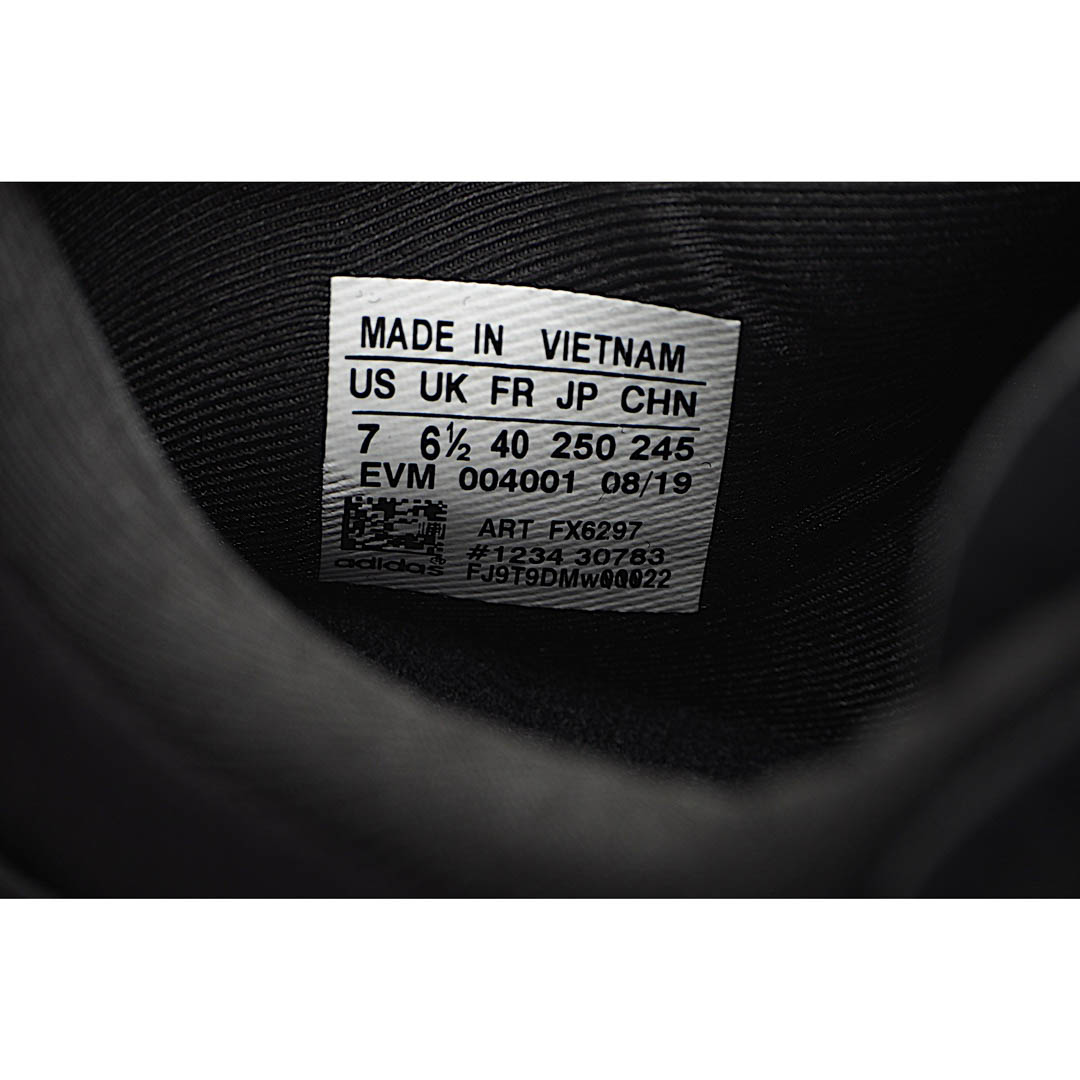 MADE IN VIETNAM
US UK FR JP CHN
7 6½ 40 250 245
EVM 004001 08/19
ART FX6297
#1234 30783
adidas